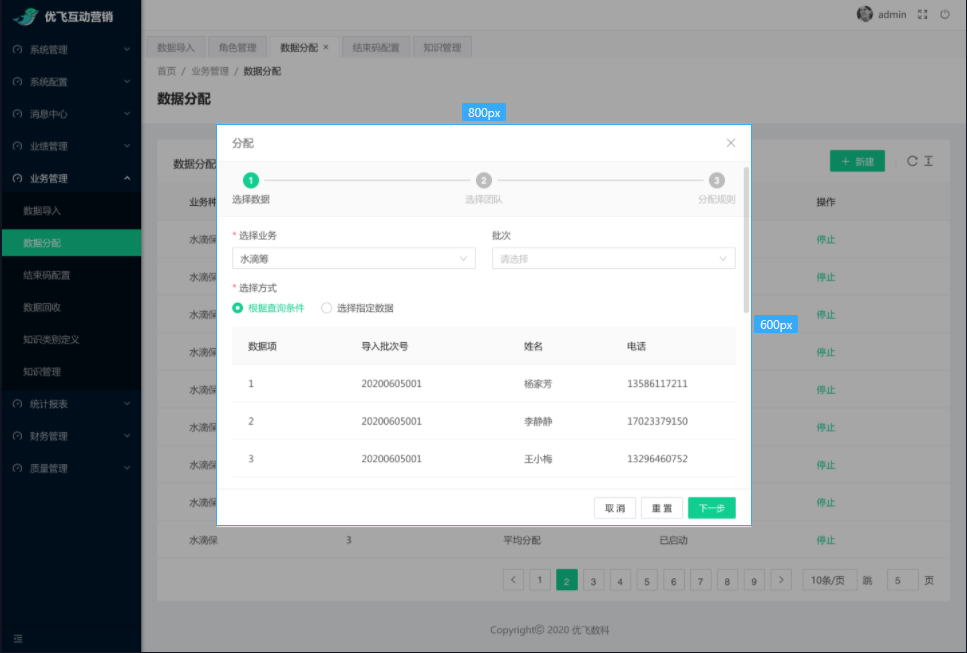 优飞互动营销
admin
系统管理
系统配置
消息中心
业绩管理
业务管理
数据导入
数据分配
结束码配置
数据回收
知识类别定义
知识管理
统计报表
财务管理
质量管理
数据导入 角色管理 数据分配 × 结束码配置 知识管理
首页 / 业务管理 / 数据分配
数据分配
800px
数据分配
+ 新建
业务种
操作
水滴保 停止
水滴保 停止
水滴保 停止
水滴保 停止
水滴保 停止
水滴保 停止
水滴保 停止
水滴保 停止
水滴保 3 平均分配 已启动 停止
分配
1 2 3
选择数据 选择团队 分配规则
* 选择业务 批次
水滴筹 请选择
* 选择方式
根据查询条件 选择指定数据
600px
数据项 导入批次号 姓名 电话
1 20200605001 杨家芳 13586117211
2 20200605001 李静静 17023379150
3 20200605001 王小梅 13296460752
取 消 重 置 下一步
< 1 2 3 4 5 6 7 8 9 > 10条/页 跳 5 页
Copyright© 2020 优飞数科